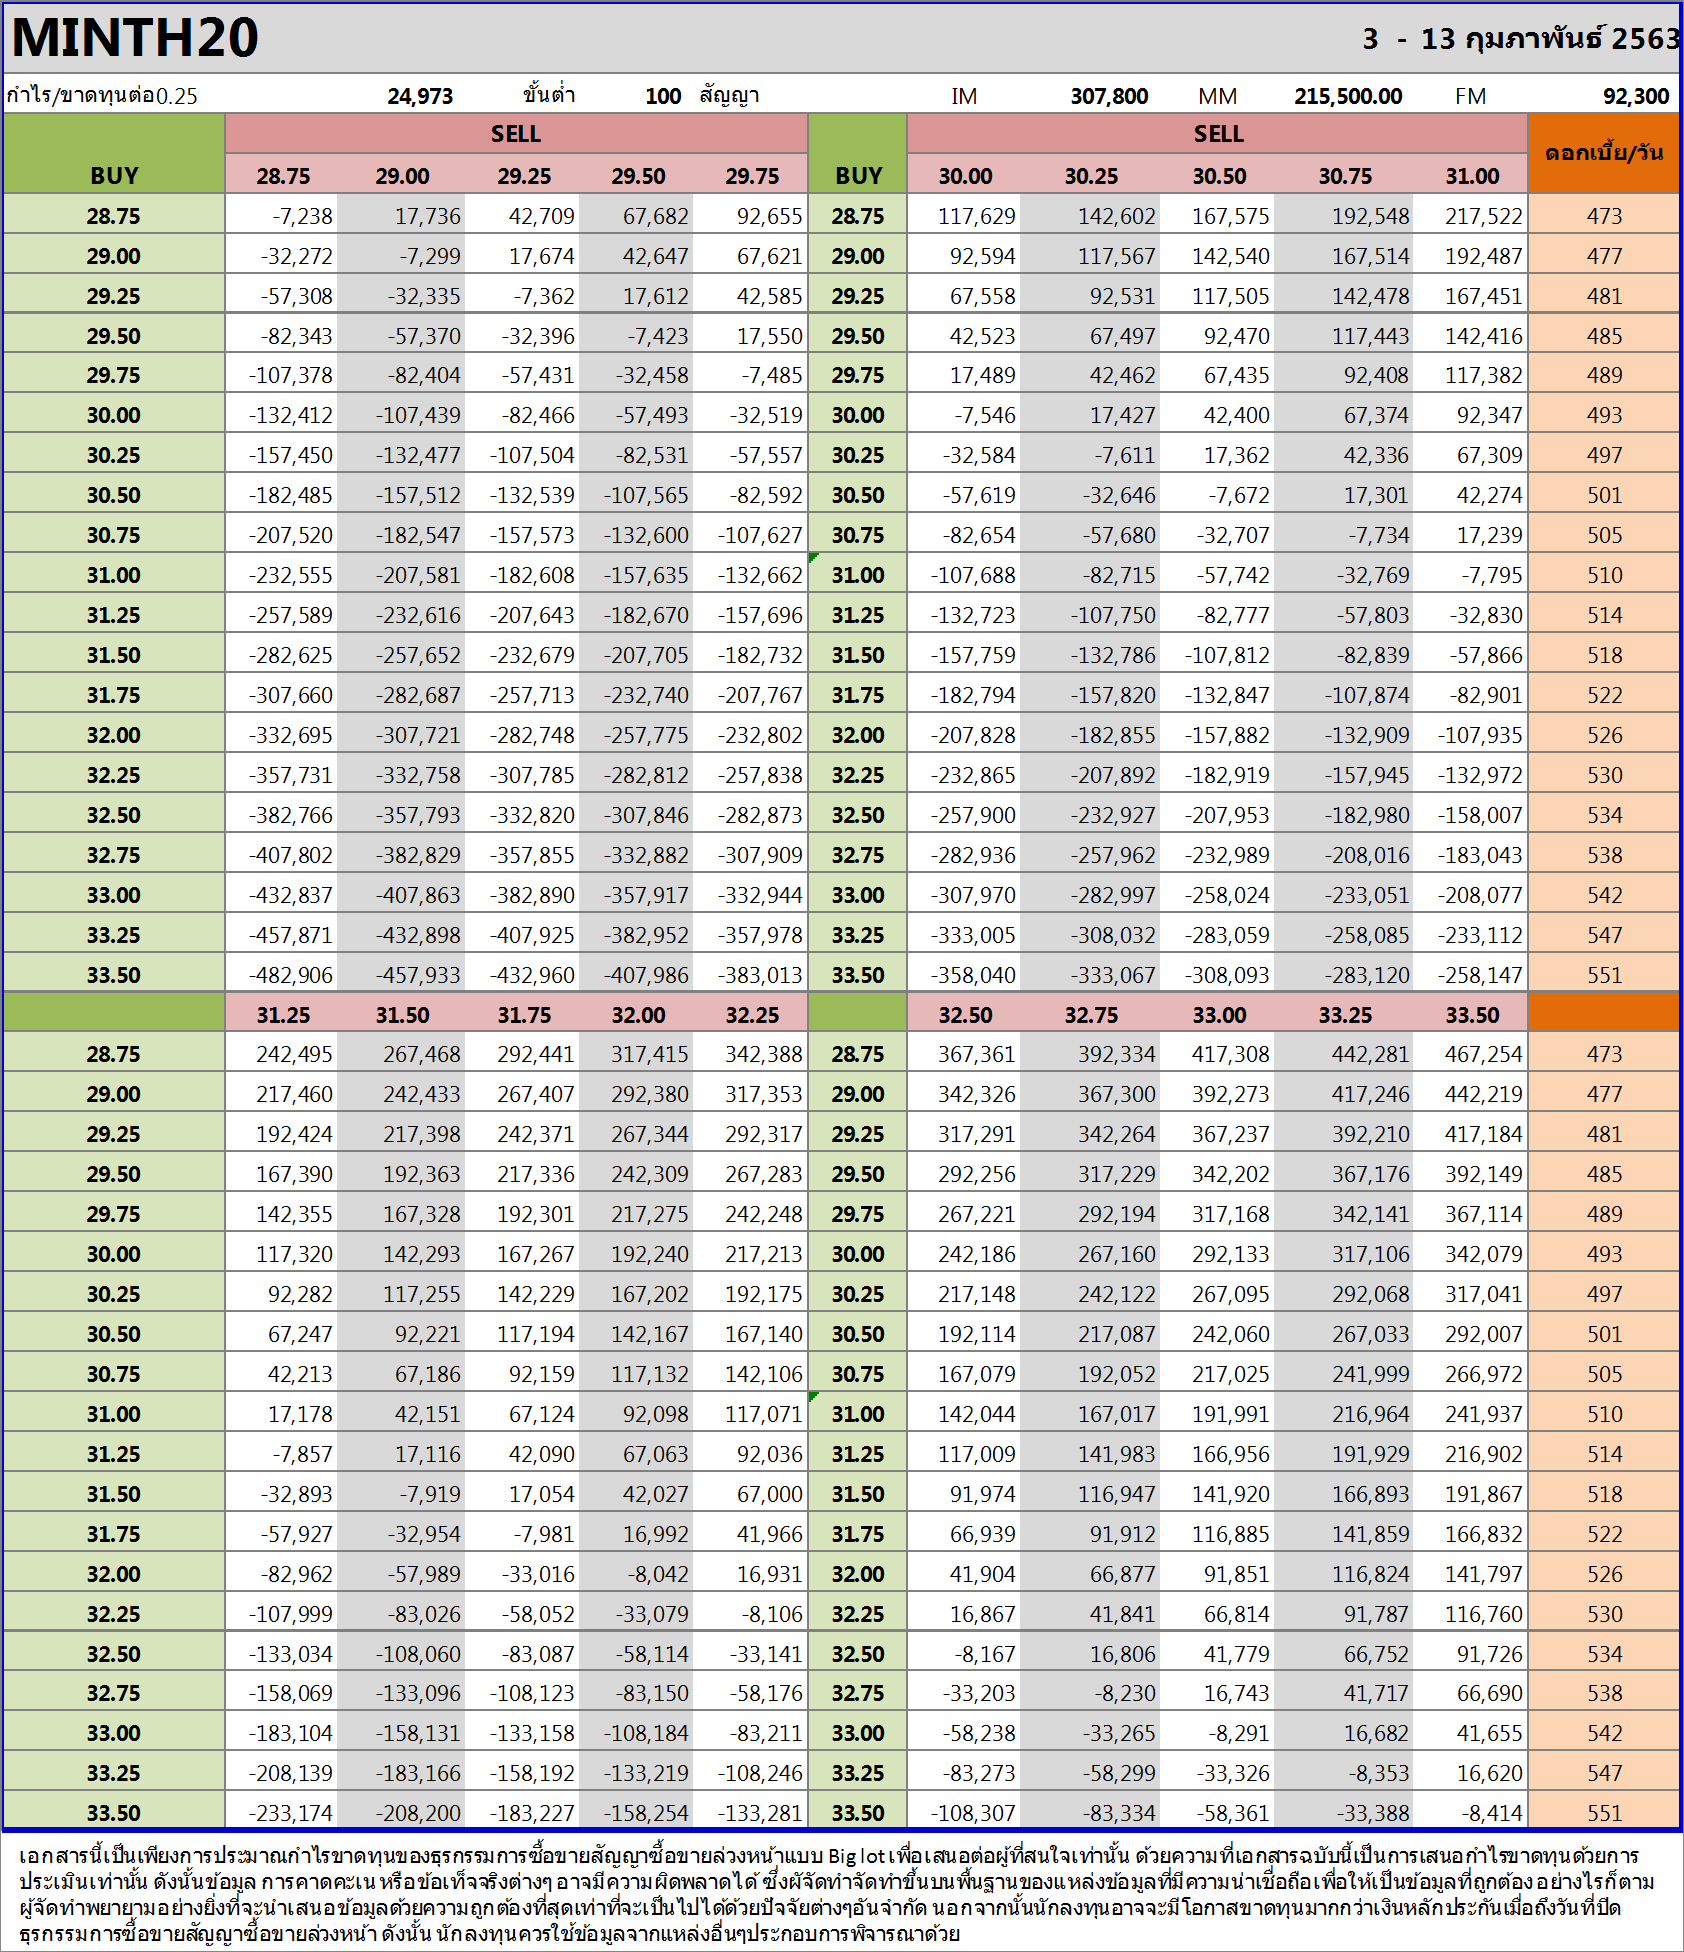 MINTH20 3 - 13 กุมภาพันธ์ 2563
กำไร/ขาดทุนต่อ0.25 24,973 ขั้นต่ำ 100 สัญญา IM 307,800 MM 215,500.00 FM 92,300
SELL SELL
BUY 28.75 29.00 29.25 29.50 29.75 BUY 30.00 30.25 30.50 30.75 31.00 ดอกเบี้ย/วัน
28.75 -7,238 17,736 42,709 67,682 92,655 28.75 117,629 142,602 167,575 192,548 217,522 473
29.00 -32,272 -7,299 17,674 42,647 67,621 29.00 92,594 117,567 142,540 167,514 192,487 477
29.25 -57,308 -32,335 -7,362 17,612 42,585 29.25 67,558 92,531 117,505 142,478 167,451 481
29.50 -82,343 -57,370 -32,396 -7,423 17,550 29.50 42,523 67,497 92,470 117,443 142,416 485
29.75 -107,378 -82,404 -57,431 -32,458 -7,485 29.75 17,489 42,462 67,435 92,408 117,382 489
30.00 -132,412 -107,439 -82,466 -57,493 -32,519 30.00 -7,546 17,427 42,400 67,374 92,347 493
30.25 -157,450 -132,477 -107,504 -82,531 -57,557 30.25 -32,584 -7,611 17,362 42,336 67,309 497
30.50 -182,485 -157,512 -132,539 -107,565 -82,592 30.50 -57,619 -32,646 -7,672 17,301 42,274 501
30.75 -207,520 -182,547 -157,573 -132,600 -107,627 30.75 -82,654 -57,680 -32,707 -7,734 17,239 505
31.00 -232,555 -207,581 -182,608 -157,635 -132,662 31.00 -107,688 -82,715 -57,742 -32,769 -7,795 510
31.25 -257,589 -232,616 -207,643 -182,670 -157,696 31.25 -132,723 -107,750 -82,777 -57,803 -32,830 514
31.50 -282,625 -257,652 -232,679 -207,705 -182,732 31.50 -157,759 -132,786 -107,812 -82,839 -57,866 518
31.75 -307,660 -282,687 -257,713 -232,740 -207,767 31.75 -182,794 -157,820 -132,847 -107,874 -82,901 522
32.00 -332,695 -307,721 -282,748 -257,775 -232,802 32.00 -207,828 -182,855 -157,882 -132,909 -107,935 526
32.25 -357,731 -332,758 -307,785 -282,812 -257,838 32.25 -232,865 -207,892 -182,919 -157,945 -132,972 530
32.50 -382,766 -357,793 -332,820 -307,846 -282,873 32.50 -257,900 -232,927 -207,953 -182,980 -158,007 534
32.75 -407,802 -382,829 -357,855 -332,882 -307,909 32.75 -282,936 -257,962 -232,989 -208,016 -183,043 538
33.00 -432,837 -407,863 -382,890 -357,917 -332,944 33.00 -307,970 -282,997 -258,024 -233,051 -208,077 542
33.25 -457,871 -432,898 -407,925 -382,952 -357,978 33.25 -333,005 -308,032 -283,059 -258,085 -233,112 547
33.50 -482,906 -457,933 -432,960 -407,986 -383,013 33.50 -358,040 -333,067 -308,093 -283,120 -258,147 551
31.25 31.50 31.75 32.00 32.25 32.50 32.75 33.00 33.25 33.50
28.75 242,495 267,468 292,441 317,415 342,388 28.75 367,361 392,334 417,308 442,281 467,254 473
29.00 217,460 242,433 267,407 292,380 317,353 29.00 342,326 367,300 392,273 417,246 442,219 477
29.25 192,424 217,398 242,371 267,344 292,317 29.25 317,291 342,264 367,237 392,210 417,184 481
29.50 167,390 192,363 217,336 242,309 267,283 29.50 292,256 317,229 342,202 367,176 392,149 485
29.75 142,355 167,328 192,301 217,275 242,248 29.75 267,221 292,194 317,168 342,141 367,114 489
30.00 117,320 142,293 167,267 192,240 217,213 30.00 242,186 267,160 292,133 317,106 342,079 493
30.25 92,282 117,255 142,229 167,202 192,175 30.25 217,148 242,122 267,095 292,068 317,041 497
30.50 67,247 92,221 117,194 142,167 167,140 30.50 192,114 217,087 242,060 267,033 292,007 501
30.75 42,213 67,186 92,159 117,132 142,106 30.75 167,079 192,052 217,025 241,999 266,972 505
31.00 17,178 42,151 67,124 92,098 117,071 31.00 142,044 167,017 191,991 216,964 241,937 510
31.25 -7,857 17,116 42,090 67,063 92,036 31.25 117,009 141,983 166,956 191,929 216,902 514
31.50 -32,893 -7,919 17,054 42,027 67,000 31.50 91,974 116,947 141,920 166,893 191,867 518
31.75 -57,927 -32,954 -7,981 16,992 41,966 31.75 66,939 91,912 116,885 141,859 166,832 522
32.00 -82,962 -57,989 -33,016 -8,042 16,931 32.00 41,904 66,877 91,851 116,824 141,797 526
32.25 -107,999 -83,026 -58,052 -33,079 -8,106 32.25 16,867 41,841 66,814 91,787 116,760 530
32.50 -133,034 -108,060 -83,087 -58,114 -33,141 32.50 -8,167 16,806 41,779 66,752 91,726 534
32.75 -158,069 -133,096 -108,123 -83,150 -58,176 32.75 -33,203 -8,230 16,743 41,717 66,690 538
33.00 -183,104 -158,131 -133,158 -108,184 -83,211 33.00 -58,238 -33,265 -8,291 16,682 41,655 542
33.25 -208,139 -183,166 -158,192 -133,219 -108,246 33.25 -83,273 -58,299 -33,326 -8,353 16,620 547
33.50 -233,174 -208,200 -183,227 -158,254 -133,281 33.50 -108,307 -83,334 -58,361 -33,388 -8,414 551
เอกสารนี้เป็นเพียงการประมาณกำไรขาดทุนของธุรกรรมการซื้อขายสัญญาซื้อขายล่วงหน้าแบบ Big lot เพื่อเสนอต่อผู้ที่สนใจเท่านั้น ด้วยความที่เอกสารฉบับนี้เป็นการเสนอกำไรขาดทุนด้วยการ
ประเมินเท่านั้น ดังนั้นข้อมูล การคาดคะเน หรือข้อเท็จจริงต่างๆ อาจมีความผิดพลาดได้ ซึ่งผู้จัดทำจัดทำขึ้นบนพื้นฐานของแหล่งข้อมูลที่มีความน่าเชื่อถือเพื่อให้เป็นข้อมูลที่ถูกต้อง อย่างไรก็ตาม
ผู้จัดทำพยายามอย่างยิ่งที่จะนำเสนอข้อมูลด้วยความถูกต้องที่สุดเท่าที่จะเป็นไปได้ด้วยปัจจัยต่างๆอันจำกัด นอกจากนั้นนักลงทุนอาจจะมีโอกาสขาดทุนมากกว่าเงินหลักประกันเมื่อถึงวันที่ปิด
ธุรกรรมการซื้อขายสัญญาซื้อขายล่วงหน้า ดังนั้น นักลงทุนควรใช้ข้อมูลจากแหล่งอื่นๆประกอบการพิจารณาด้วย